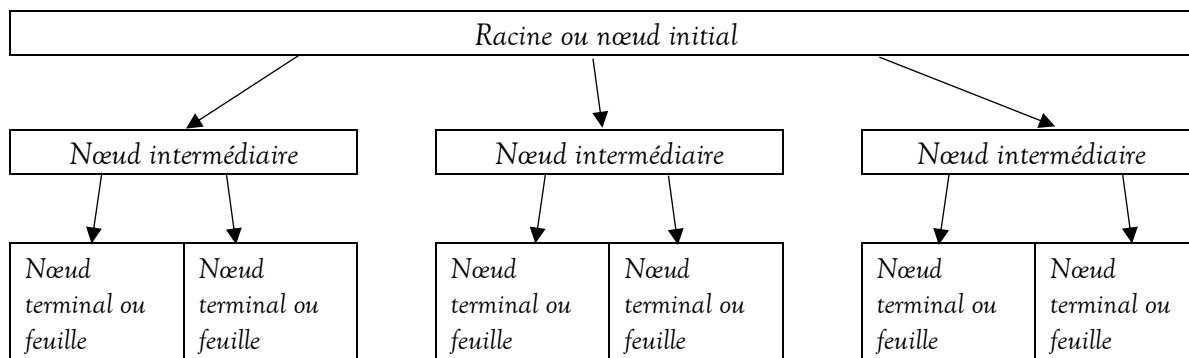 Racine ou nœud initial
Nœud intermédiaire
Nœud intermédiaire
Nœud intermédiaire
Nœud
terminal ou
feuille
Nœud
terminal ou
feuille
Nœud
terminal ou
feuille
Nœud
terminal ou
feuille
Nœud
terminal ou
feuille
Nœud
terminal ou
feuille